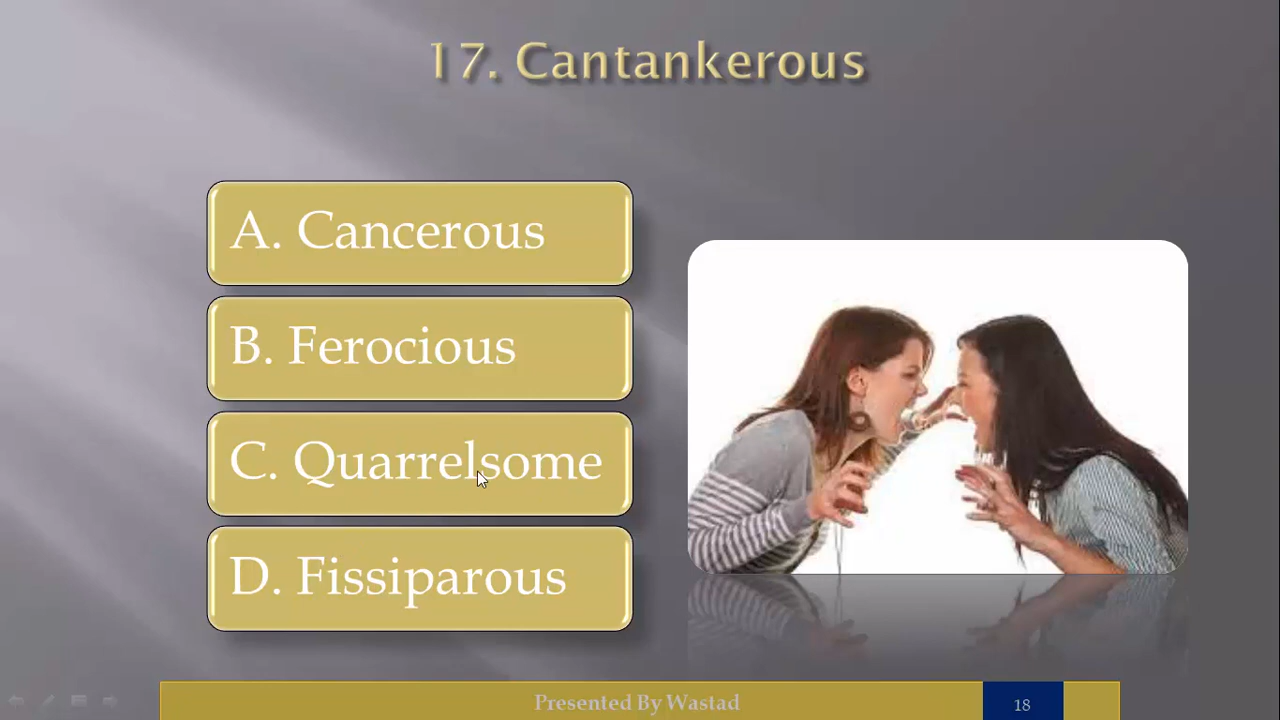 17. Cantankerous
A. Cancerous
B. Ferocious
C. Quarrelsome
D. Fissiparous
Presented By Wastad
18